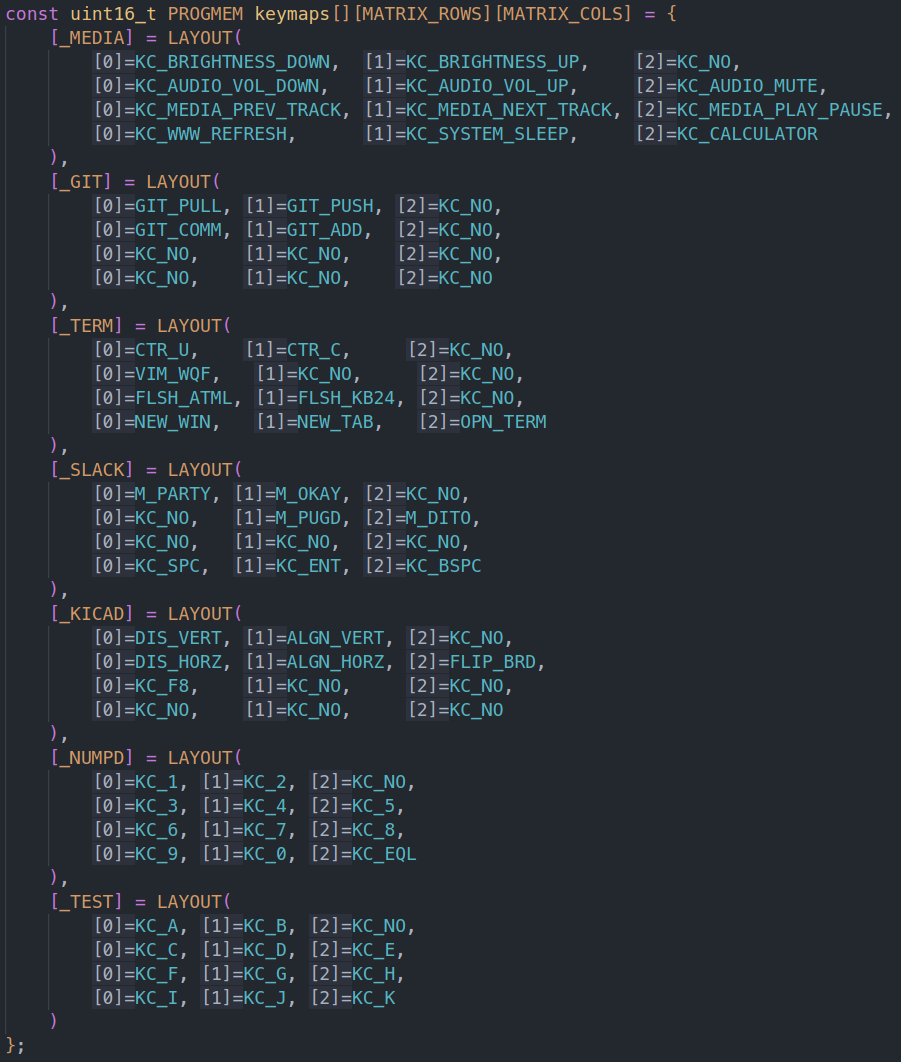 const uint16_t PROGMEM keymaps[][MATRIX_ROWS][MATRIX_COLS] = {
    [_MEDIA] = LAYOUT(
        [0]=KC_BRIGHTNESS_DOWN,  [1]=KC_BRIGHTNESS_UP,    [2]=KC_NO,
        [0]=KC_AUDIO_VOL_DOWN,   [1]=KC_AUDIO_VOL_UP,     [2]=KC_AUDIO_MUTE,
        [0]=KC_MEDIA_PREV_TRACK, [1]=KC_MEDIA_NEXT_TRACK, [2]=KC_MEDIA_PLAY_PAUSE,
        [0]=KC_WWW_REFRESH,      [1]=KC_SYSTEM_SLEEP,     [2]=KC_CALCULATOR
    ),
    [_GIT] = LAYOUT(
        [0]=GIT_PULL, [1]=GIT_PUSH, [2]=KC_NO,
        [0]=GIT_COMM, [1]=GIT_ADD,  [2]=KC_NO,
        [0]=KC_NO,    [1]=KC_NO,    [2]=KC_NO,
        [0]=KC_NO,    [1]=KC_NO,    [2]=KC_NO
    ),
    [_TERM] = LAYOUT(
        [0]=CTR_U,    [1]=CTR_C,     [2]=KC_NO,
        [0]=VIM_WQF,   [1]=KC_NO,     [2]=KC_NO,
        [0]=FLSH_ATML, [1]=FLSH_KB24, [2]=KC_NO,
        [0]=NEW_WIN,   [1]=NEW_TAB,   [2]=OPN_TERM
    ),
    [_SLACK] = LAYOUT(
        [0]=M_PARTY, [1]=M_OKAY, [2]=KC_NO,
        [0]=KC_NO,   [1]=M_PUGD, [2]=M_DITO,
        [0]=KC_NO,   [1]=KC_NO,  [2]=KC_NO,
        [0]=KC_SPC,  [1]=KC_ENT, [2]=KC_BSPC
    ),
    [_KICAD] = LAYOUT(
        [0]=DIS_VERT, [1]=ALGN_VERT, [2]=KC_NO,
        [0]=DIS_HORZ, [1]=ALGN_HORZ, [2]=FLIP_BRD,
        [0]=KC_F8,    [1]=KC_NO,     [2]=KC_NO,
        [0]=KC_NO,    [1]=KC_NO,     [2]=KC_NO
    ),
    [_NUMPD] = LAYOUT(
        [0]=KC_1, [1]=KC_2, [2]=KC_NO,
        [0]=KC_3, [1]=KC_4, [2]=KC_5,
        [0]=KC_6, [1]=KC_7, [2]=KC_8,
        [0]=KC_9, [1]=KC_0, [2]=KC_EQL
    ),
    [_TEST] = LAYOUT(
        [0]=KC_A, [1]=KC_B, [2]=KC_NO,
        [0]=KC_C, [1]=KC_D, [2]=KC_E,
        [0]=KC_F, [1]=KC_G, [2]=KC_H,
        [0]=KC_I, [1]=KC_J, [2]=KC_K
    )
};